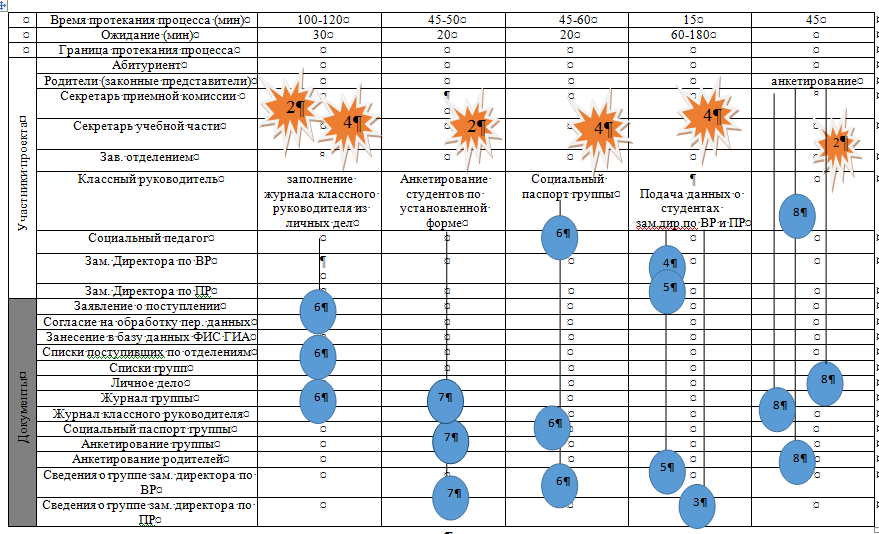 Время протекания процесса (мин) 100-120 45-50 45-60 15 45
Ожидание (мин) 30 20 20 60-180
Граница протекания процесса
Участники проекта
Абитуриент
Родители (законные представители) анкетирование
Секретарь приемной комиссии
2 4 2 4 4 2
Секретарь учебной части
Зав. отделением
Классный руководитель
заполнение
журнала классного
руководителя из
личных дел
Анкетирование
студентов по
установленной
форме
Социальный
паспорт группы
Подача данных о
студентах
зам.дир.по ВР и ПР
8
6
Социальный педагог
Зам. Директора по ВР
4
Зам. Директора по ПР
5
Документы
Заявление о поступлении
6
Согласие на обработку пер. данных
Занесение в базу данных ФИС ГИА
Списки поступивших по отделениям
6
Списки групп
Личное дело
8
Журнал группы
6 7 8
Журнал классного руководителя
Социальный паспорт группы
6
Анкетирование группы
7
Анкетирование родителей
5 8
Сведения о группе зам. директора по
ВР
6
7
Сведения о группе зам. директора по
ПР
3